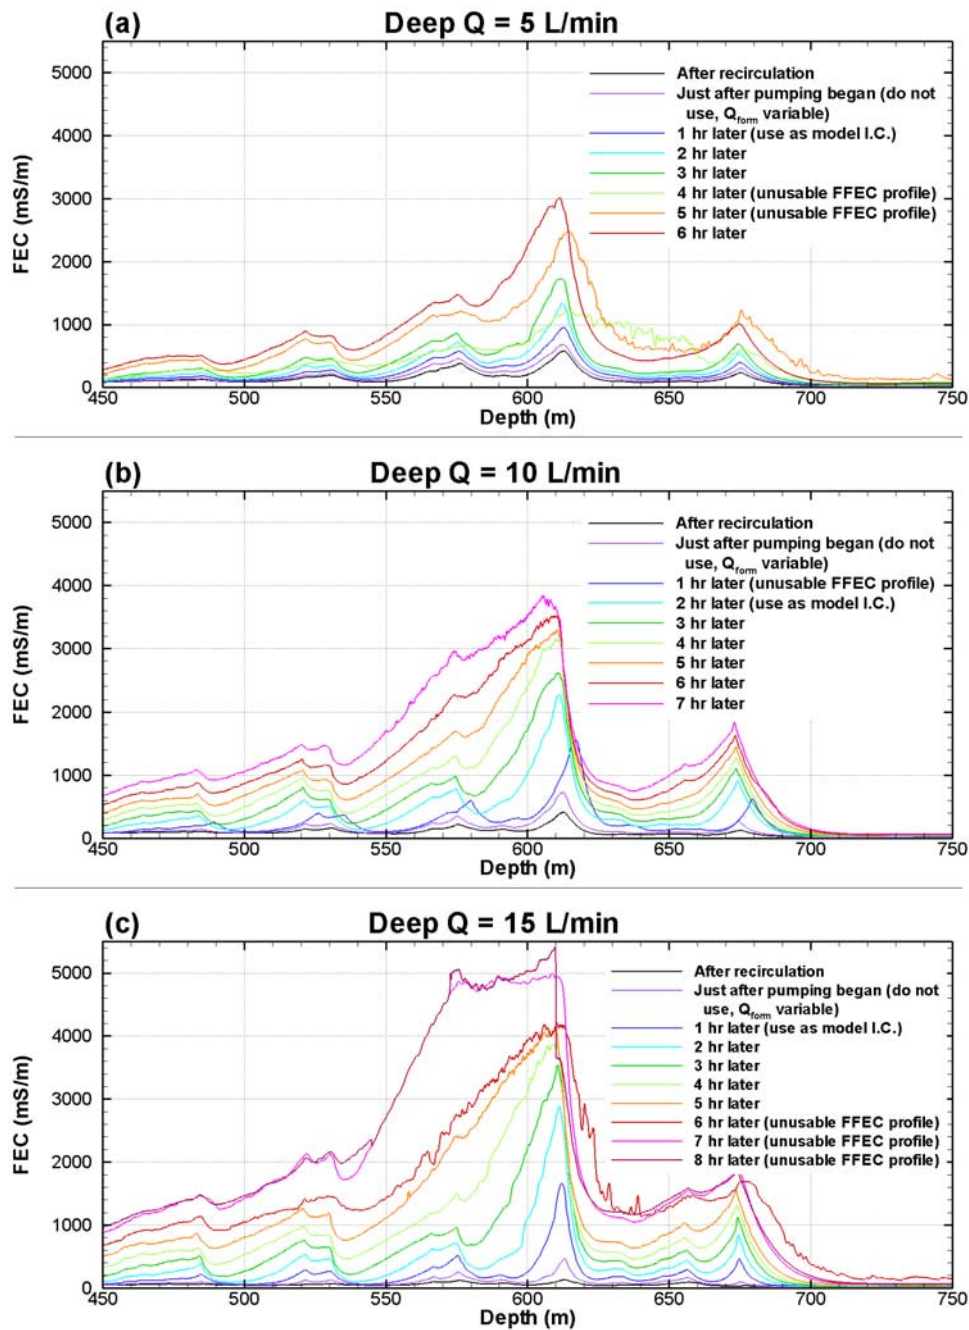 (a) Deep Q = 5 L/min
5000
4000
3000
2000
1000
0
FEC (mS/m)
After recirculation
Just after pumping began (do not
use, Qform variable)
1 hr later (use as model I.C.)
2 hr later
3 hr later
4 hr later (unusable FFEC profile)
5 hr later (unusable FFEC profile)
6 hr later
450 500 550 600 650 700 750
Depth (m)
(b) Deep Q = 10 L/min
5000
4000
3000
2000
1000
0
FEC (mS/m)
After recirculation
Just after pumping began (do not
use, Qform variable)
1 hr later (unusable FFEC profile)
2 hr later (use as model I.C.)
3 hr later
4 hr later
5 hr later
6 hr later
7 hr later
450 500 550 600 650 700 750
Depth (m)
(c) Deep Q = 15 L/min
5000
4000
3000
2000
1000
0
FEC (mS/m)
After recirculation
Just after pumping began (do not
use, Qform variable)
1 hr later (use as model I.C.)
2 hr later
3 hr later
4 hr later
5 hr later
6 hr later (unusable FFEC profile)
7 hr later (unusable FFEC profile)
8 hr later (unusable FFEC profile)
450 500 550 600 650 700 750
Depth (m)